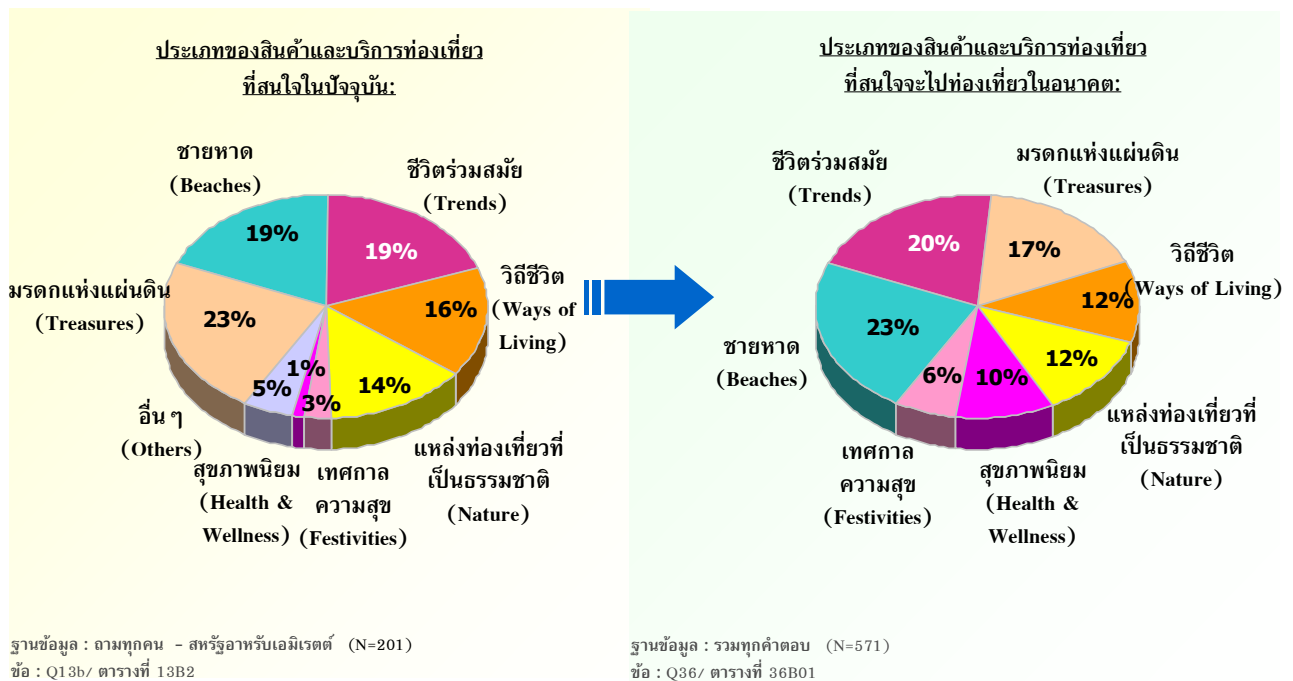 ประเภทของสินค้าและบริการท่องเที่ยว
ที่สนใจในปัจจุบัน:
ชายหาด
(Beaches)
ชีวิตร่วมสมัย
(Trends)
19%
19%
มรดกแห่งแผ่นดิน
(Treasures)
23%
วิถีชีวิต
(Ways of
Living)
16%
1%
5%
3%
14%
อื่นๆ
(Others)
สุขภาพนิยม
(Health &
Wellness)
เทศกาล
ความสุข
(Festivities)
แหล่งท่องเที่ยวที่
เป็นธรรมชาติ
(Nature)
ฐานข้อมูล : ถามทุกคน - สหรัฐอาหรับเอมิเรตต์ (N=201)
ข้อ : Q13b/ ตารางที่ 13B2
ประเภทของสินค้าและบริการท่องเที่ยว
ที่สนใจจะไปท่องเที่ยวในอนาคต:
ชีวิตร่วมสมัย
(Trends)
มรดกแห่งแผ่นดิน
(Treasures)
20%
17%
วิถีชีวิต
(Ways of Living)
12%
23%
ชายหาด
(Beaches)
6%
10%
12%
เทศกาล
ความสุข
(Festivities)
สุขภาพนิยม
(Health &
Wellness)
แหล่งท่องเที่ยวที่
เป็นธรรมชาติ
(Nature)
ฐานข้อมูล : รวมทุกคำตอบ (N=571)
ข้อ : Q36/ ตารางที่ 36B01